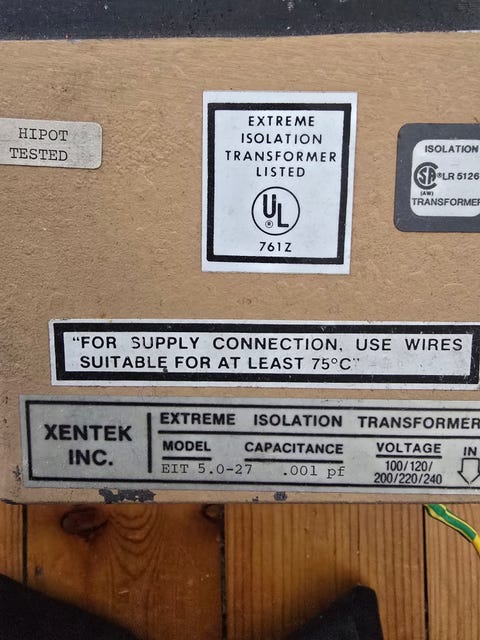 HIPOT
TESTED
EXTREME
ISOLATION
TRANSFORMER
LISTED
UL
®
761Z
ISOLATION
SA ®LR 5126
(AW)
TRANSFORMER
"FOR SUPPLY CONNECTION, USE WIRES
SUITABLE FOR AT LEAST 75°C"
XENTEK
INC.
EXTREME ISOLATION TRANSFORMER
MODEL CAPACITANCE VOLTAGE IN
EIT 5.0-27 .001 pf 100/120/
200/220/240